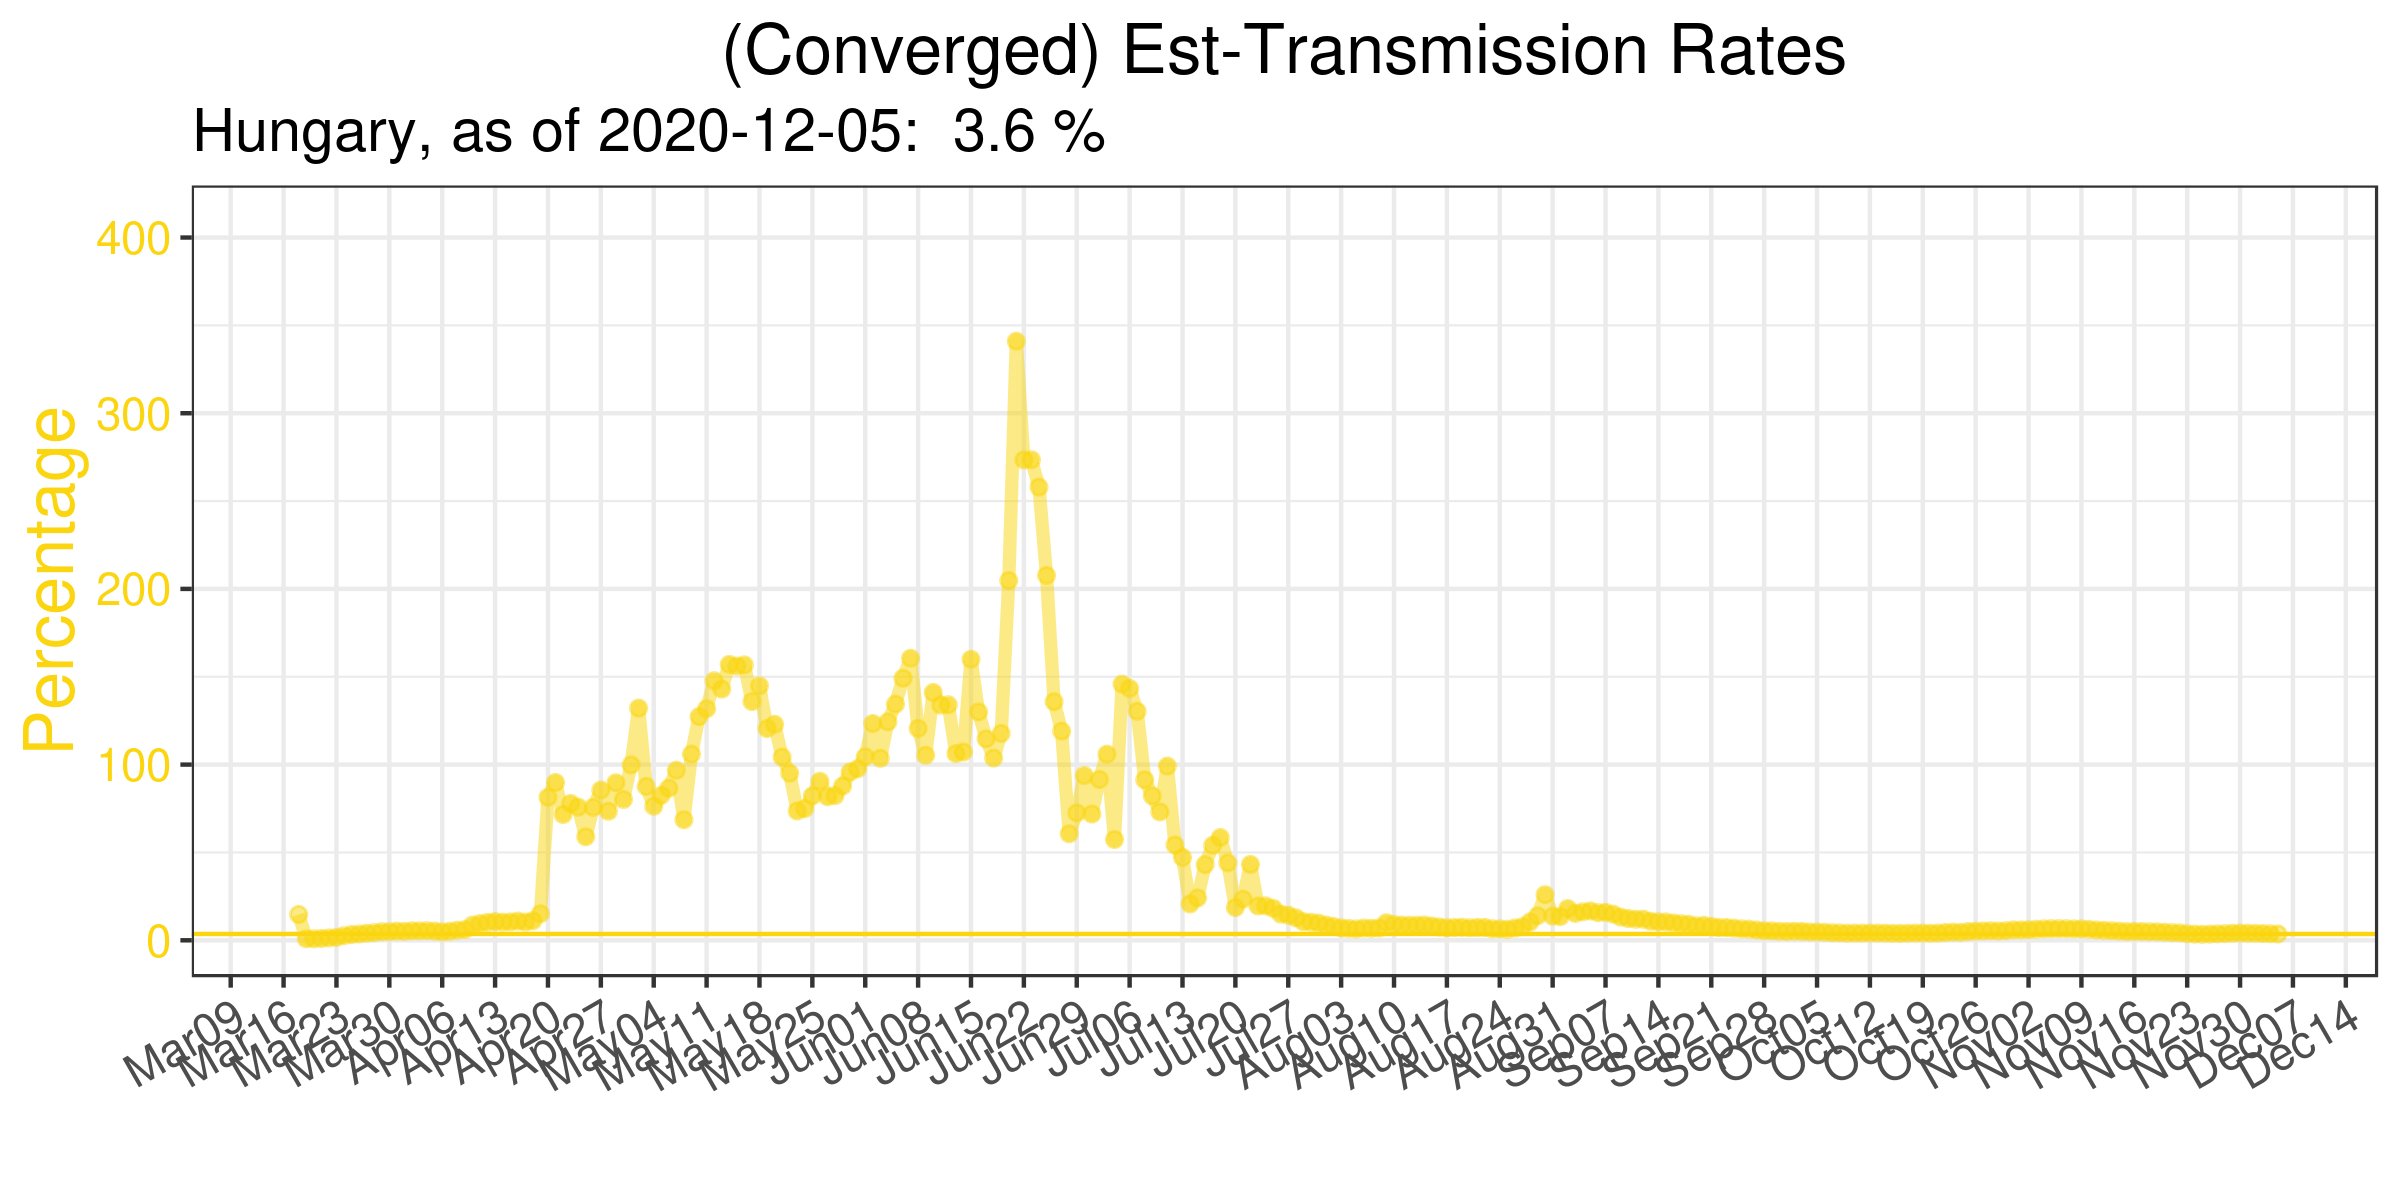 (Converged) Est-Transmission Rates
Hungary, as of 2020-12-05:  3.6 %
Percentage
400
300
200
100
0
Mar09
Mar16
Mar23
Mar30
Apr06
Apr13
Apr20
Apr27
May04
May11
May18
May25
Jun01
Jun08
Jun15
Jun22
Jun29
Jul06
Jul13
Jul20
Jul27
Aug03
Aug10
Aug17
Aug24
Aug31
Sep07
Sep14
Sep21
Sep28
Oct05
Oct12
Oct19
Oct26
Nov02
Nov09
Nov16
Nov23
Nov30
Dec07
Dec14